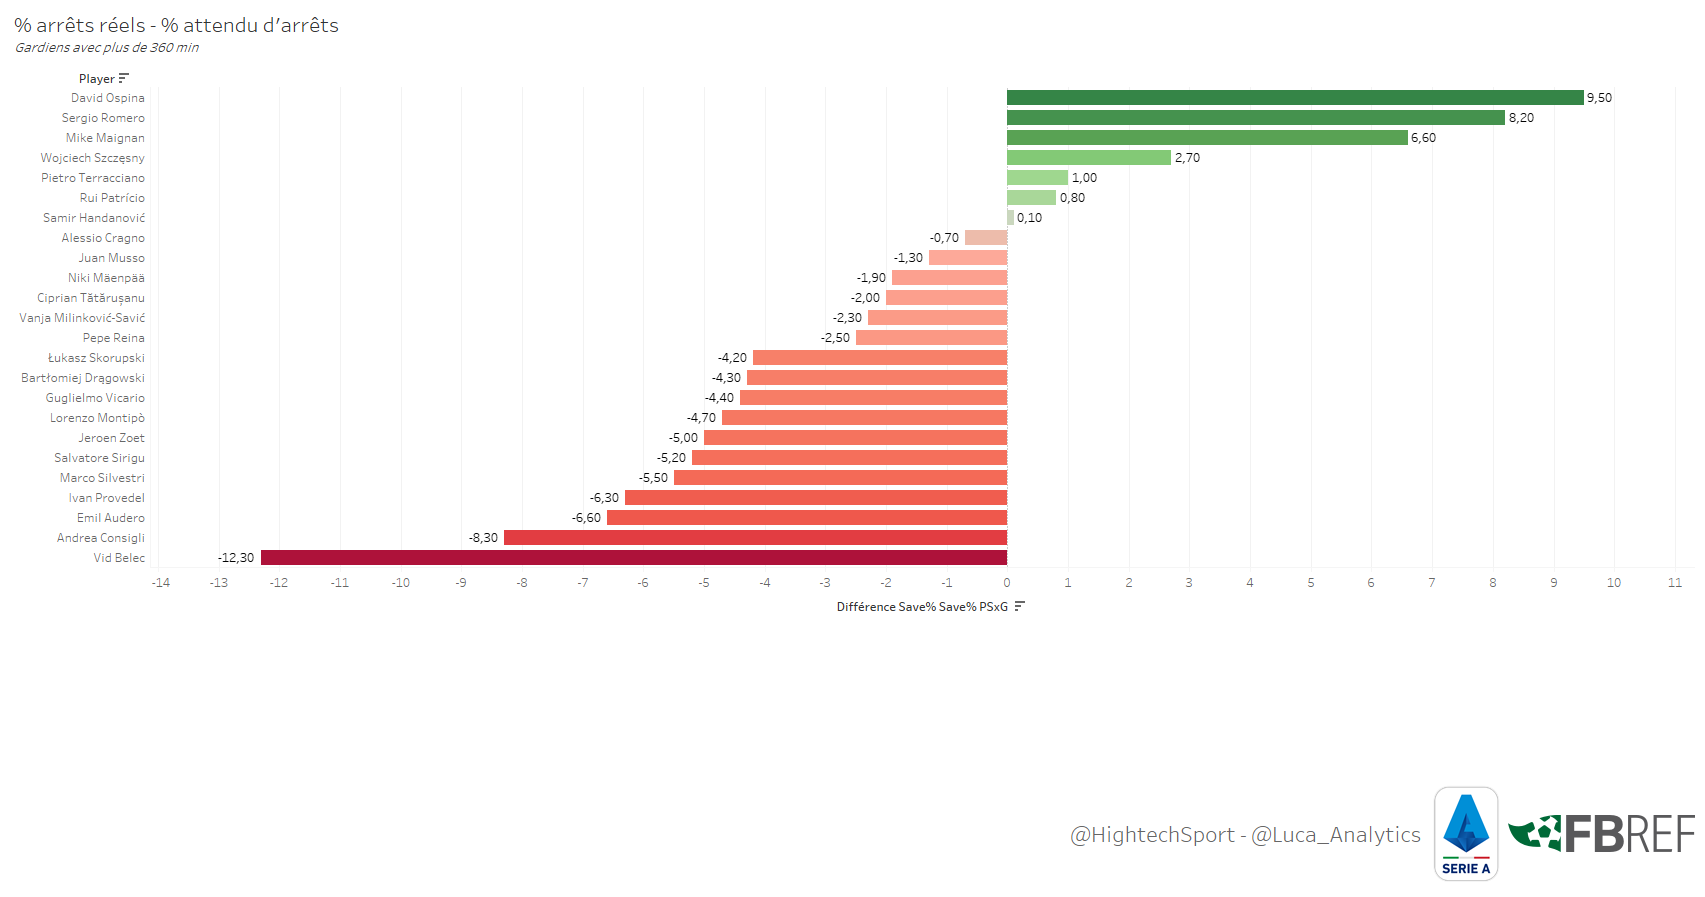 % arrêts réels - % attendu d'arrêts
Gardiens avec plus de 360 min
Player
David Ospina 9,50
Sergio Romero 8,20
Mike Maignan 6,60
Wojciech Szczęsny 2,70
Pietro Terracciano 1,00
Rui Patrício 0,80
Samir Handanović 0,10
Alessio Cragno -0,70
Juan Musso -1,30
Niki Mäenpää -1,90
Ciprian Tătărușanu -2,00
Vanja Milinković-Savić -2,30
Pepe Reina -2,50
Łukasz Skorupski -4,20
Bartłomiej Drągowski -4,30
Guglielmo Vicario -4,40
Lorenzo Montipò -4,70
Jeroen Zoet -5,00
Salvatore Sirigu -5,20
Marco Silvestri -5,50
Ivan Provedel -6,30
Emil Audero -6,60
Andrea Consigli -8,30
Vid Belec -12,30
-14 -13 -12 -11 -10 -9 -8 -7 -6 -5 -4 -3 -2 -1 0 1 2 3 4 5 6 7 8 9 10 11
Différence Save% Save% PSxG
@HightechSport - @Luca_Analytics
SERIE A
FBREF